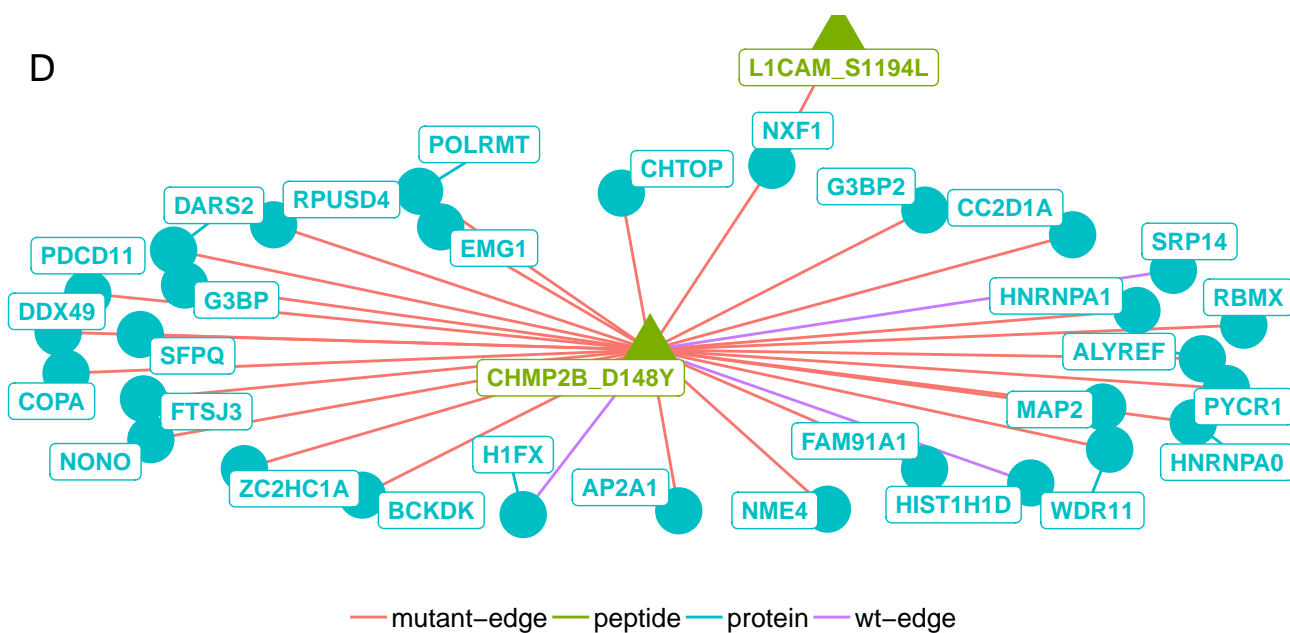 D
L1CAM_S1194L
NXF1
POLRMT
CHTOP
G3BP2
RPUSD4
DARS2
CC2D1A
EMG1
SRP14
PDCD11
G3BP
HNRNPA1
RBMX
DDX49
SFPQ
ALYREF
CHMP2B_D148Y
COPA
FTSJ3
MAP2
PYCR1
NONO
H1FX
FAM91A1
HNRNPA0
ZC2HC1A
AP2A1
BCKDK
NME4
HIST1H1D
WDR11
mutant−edge peptide protein wt−edge